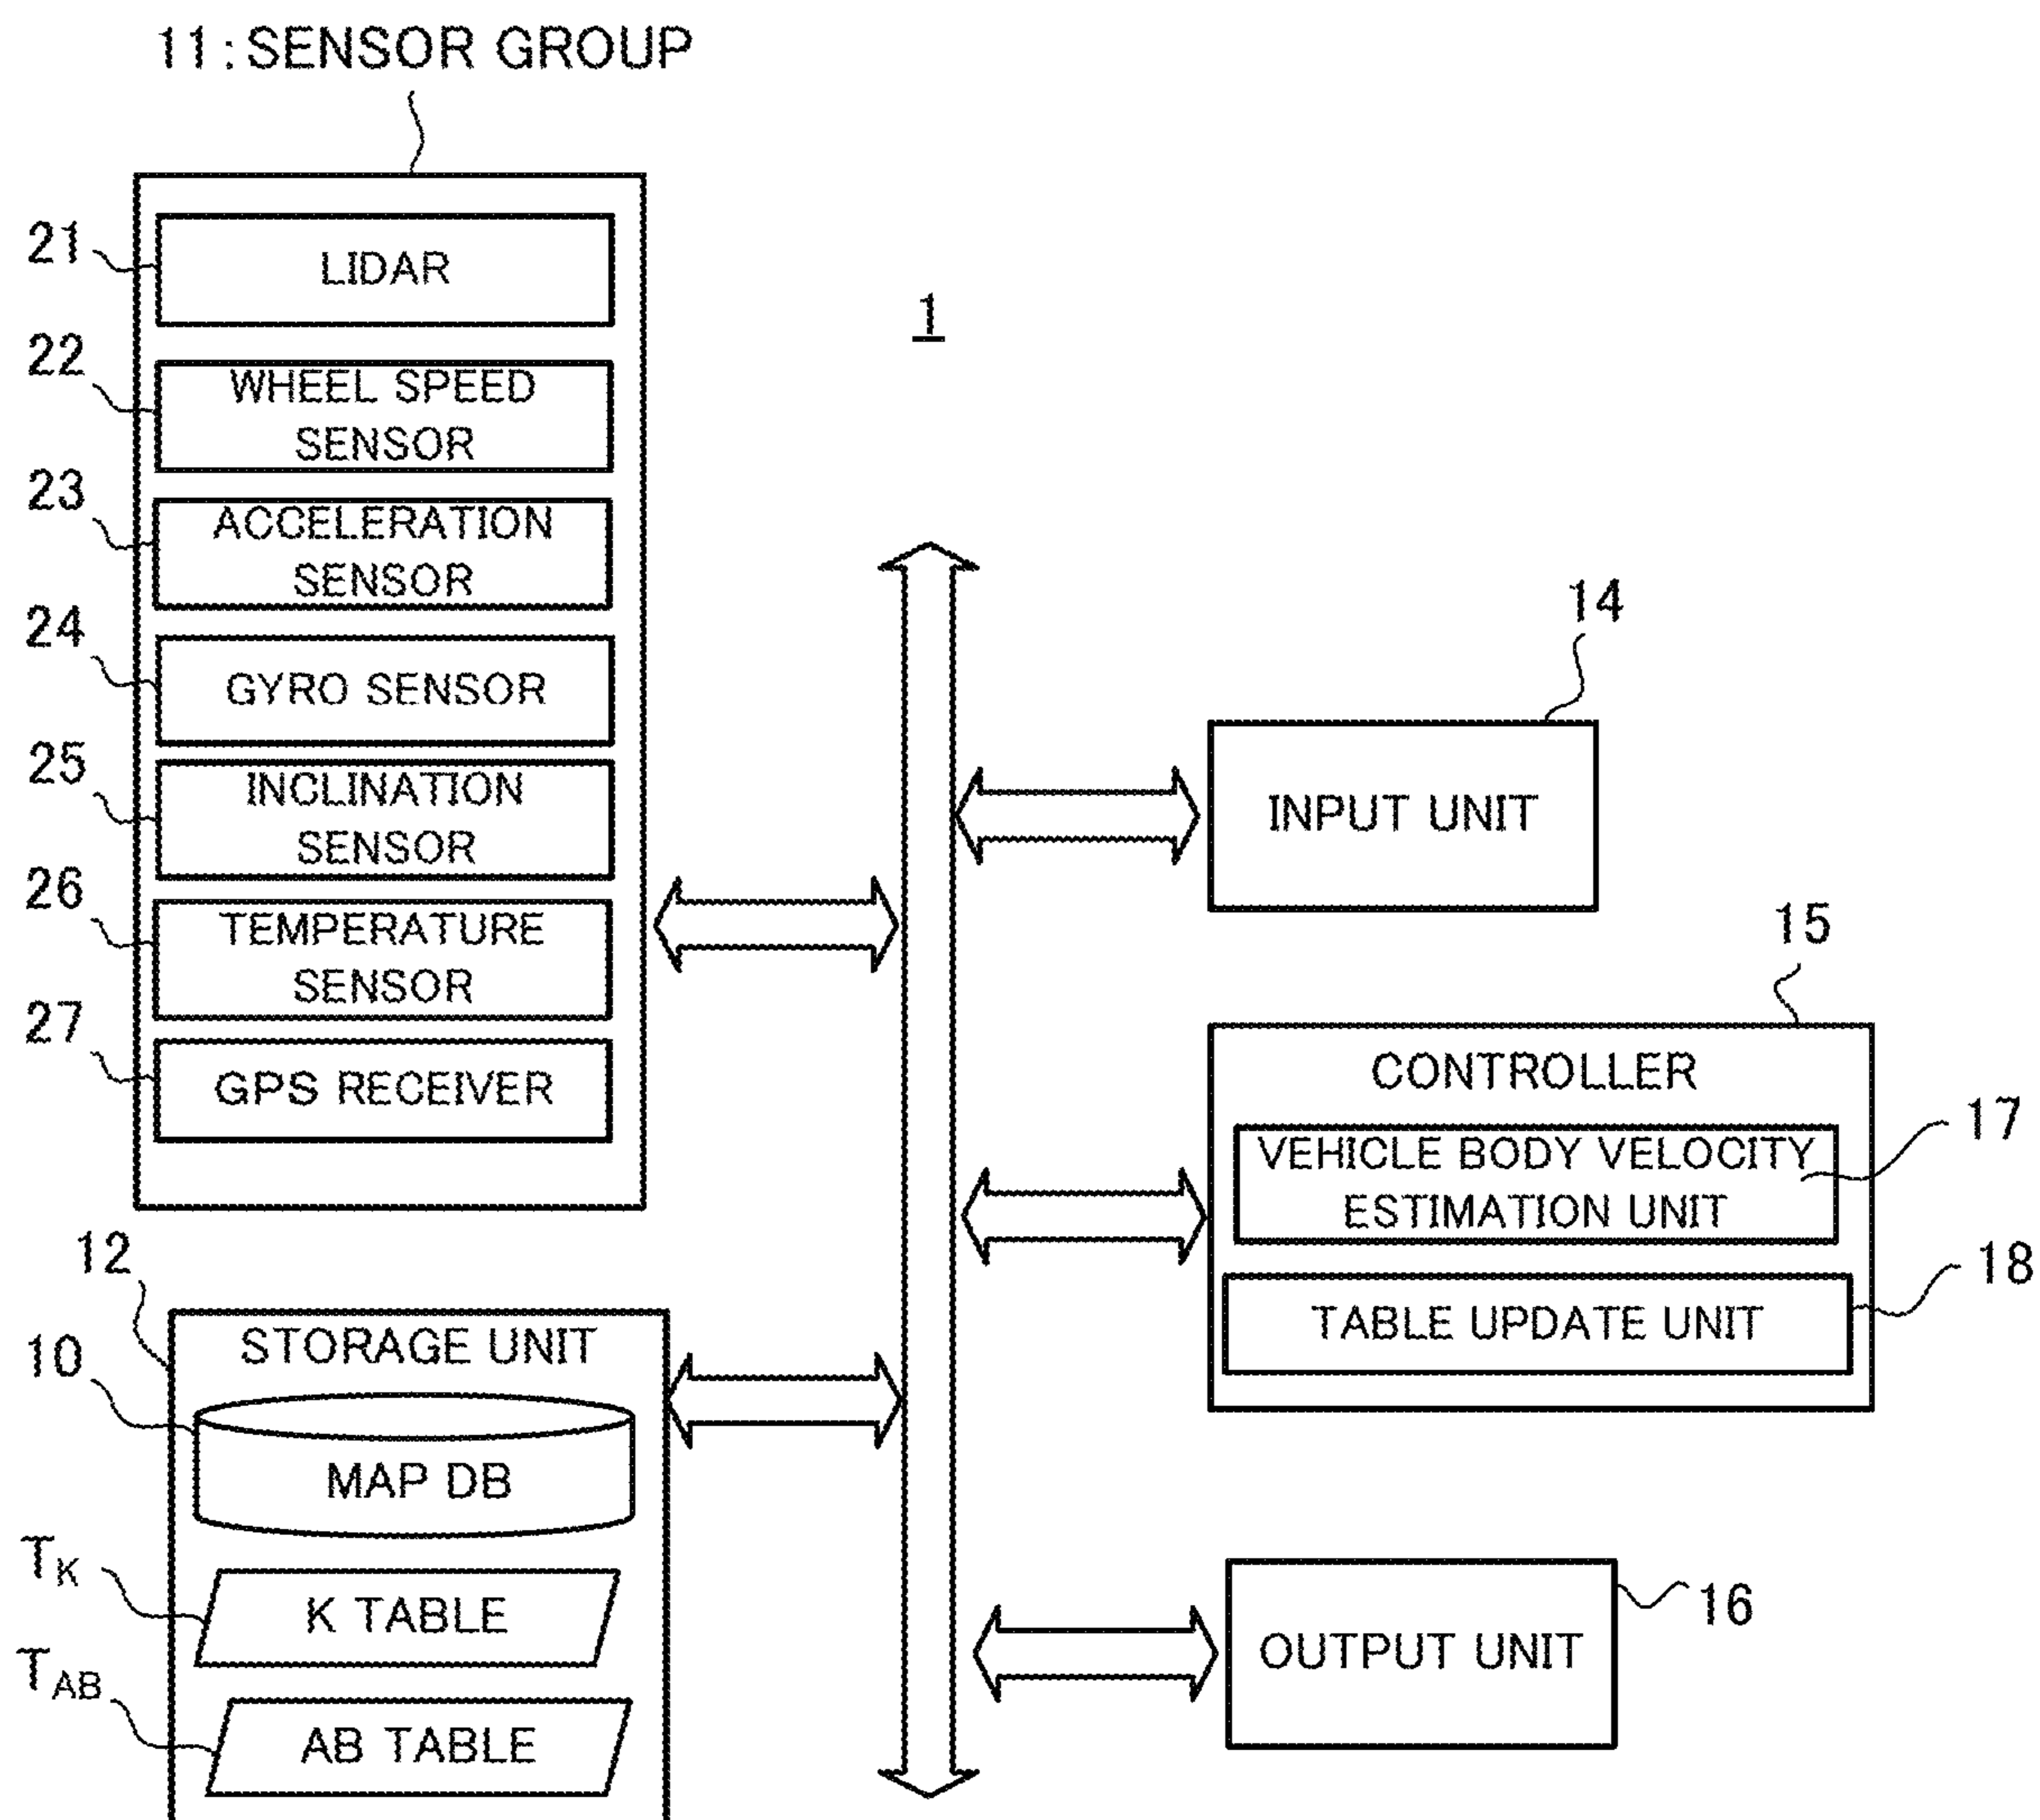 11:SENSOR GROUP
21
LIDAR
22
WHEEL SPEED
SENSOR
23
ACCELERATION
SENSOR
24
GYRO SENSOR
25
INCLINATION
SENSOR
26
TEMPERATURE
SENSOR
27
GPS RECEIVER
12
STORAGE UNIT
10
MAP DB
TK
K TABLE
TAB
AB TABLE
1
14
INPUT UNIT
15
CONTROLLER
VEHICLE BODY VELOCITY
ESTIMATION UNIT
17
TABLE UPDATE UNIT
18
OUTPUT UNIT
16